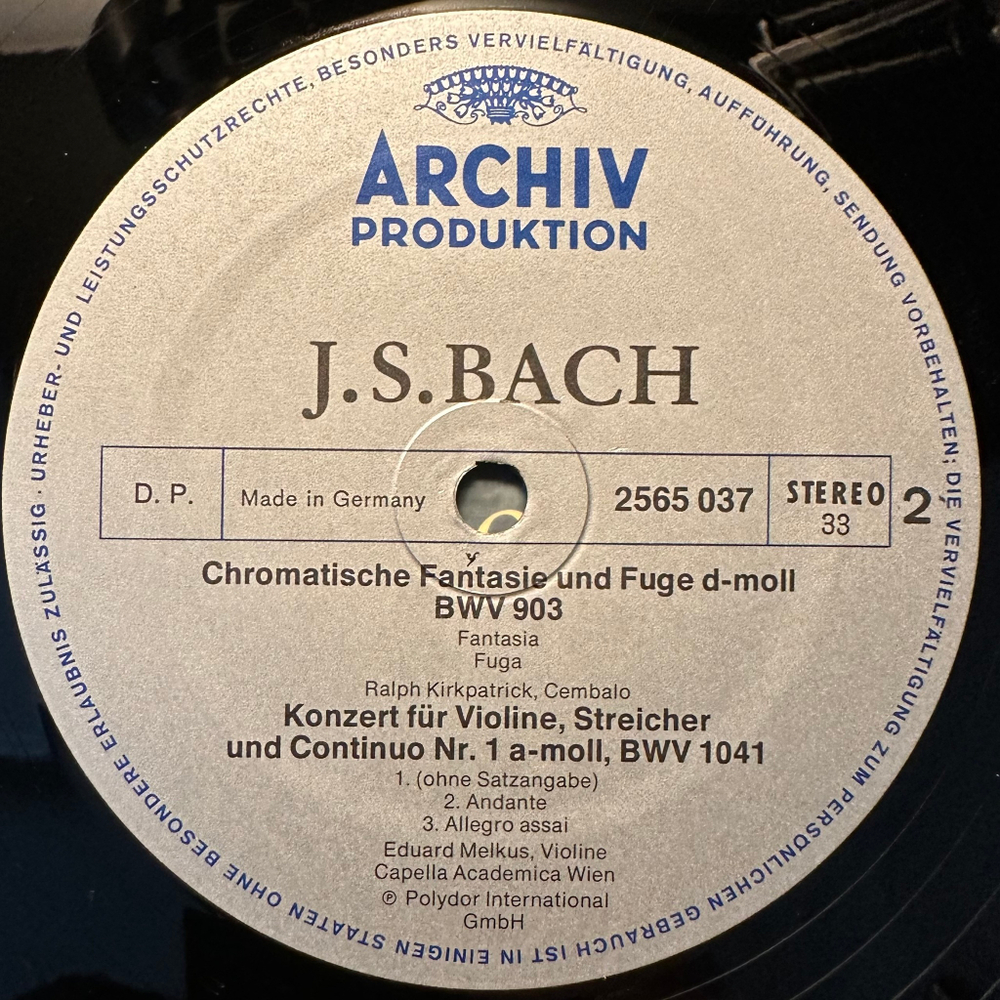 URHEBER- UND LEISTUNGSSCHUTZRECHTE, BESONDERS VERVIELFÄLTIGUNG, AUFFÜHRUNG, SENDUNG VORBEHALTEN; DIE VERVIELFÄLTIGUNG ZUM PERSÖNLICHEN GEBRAUCH IST IN EINIGEN STAATEN OHNE BESONDERE ERLAUBNIS ZULÄSSIG ·
ARCHIV
PRODUKTION
J.S.BACH
D. P. Made in Germany 2565 037 STEREO 2
33
Chromatische Fantasie und Fuge d-moll
BWV 903
Fantasia
Fuga
Ralph Kirkpatrick, Cembalo
Konzert für Violine, Streicher
und Continuo Nr. 1 a-moll, BWV 1041
1. (ohne Satzangabe)
2. Andante
3. Allegro assai
Eduard Melkus, Violine
Capella Academica Wien
℗ Polydor International
GmbH